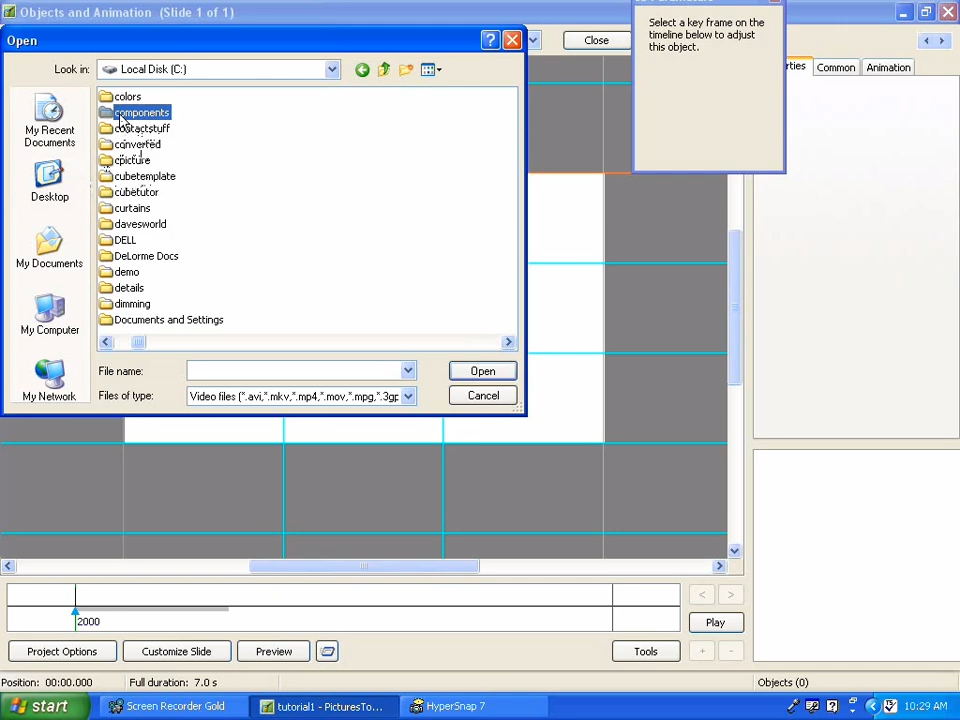 Objects and Animation (Slide 1 of 1)
Select a key frame on the
timeline below to adjust
this object.
Close
Common
Animation
Open
Look in:
Local Disk (C:)
My Recent
Documents
Desktop
My Documents
My Computer
My Network
colors
components
contactstuff
converted
cpicture
cubetemplate
cubetutor
curtains
davesworld
DELL
DeLorme Docs
demo
details
dimming
Documents and Settings
File name:
Open
Files of type:
Video files (*.avi,*.mkv,*.mp4,*.mov,*.mpg,*.3gp
Cancel
2000
< >
Play
Project Options
Customize Slide
Preview
Tools
+ -
Position: 00:00.000
Full duration: 7.0 s
Objects (0)
start
Screen Recorder Gold
tutorial1 - PicturesTo...
HyperSnap 7
10:29 AM